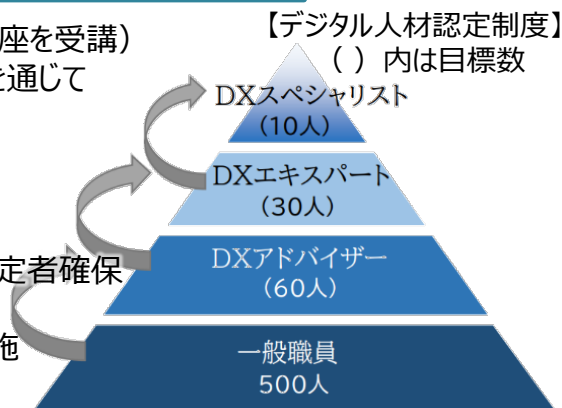 座を受講）
を通じて
定者確保
施
【デジタル人材認定制度】
（ ）内は目標数
DXスペシャリスト
（10人）
DXエキスパート
（30人）
DXアドバイザー
（60人）
一般職員
500人